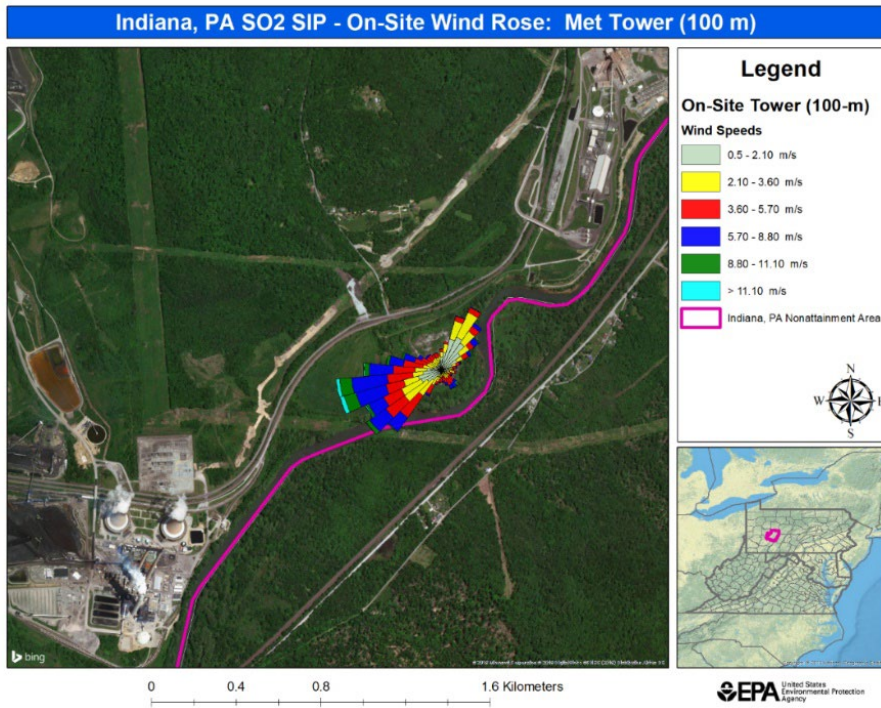 Indiana, PA SO2 SIP - On-Site Wind Rose: Met Tower (100 m)
Legend
On-Site Tower (100-m)
Wind Speeds
0.5 - 2.10 m/s
2.10 - 3.60 m/s
3.60 - 5.70 m/s
5.70 - 8.80 m/s
8.80 - 11.10 m/s
> 11.10 m/s
Indiana, PA Nonattainment Area
N
W E
S
bing
0 0.4 0.8 1.6 Kilometers
EPA United States
Environmental Protection
Agency